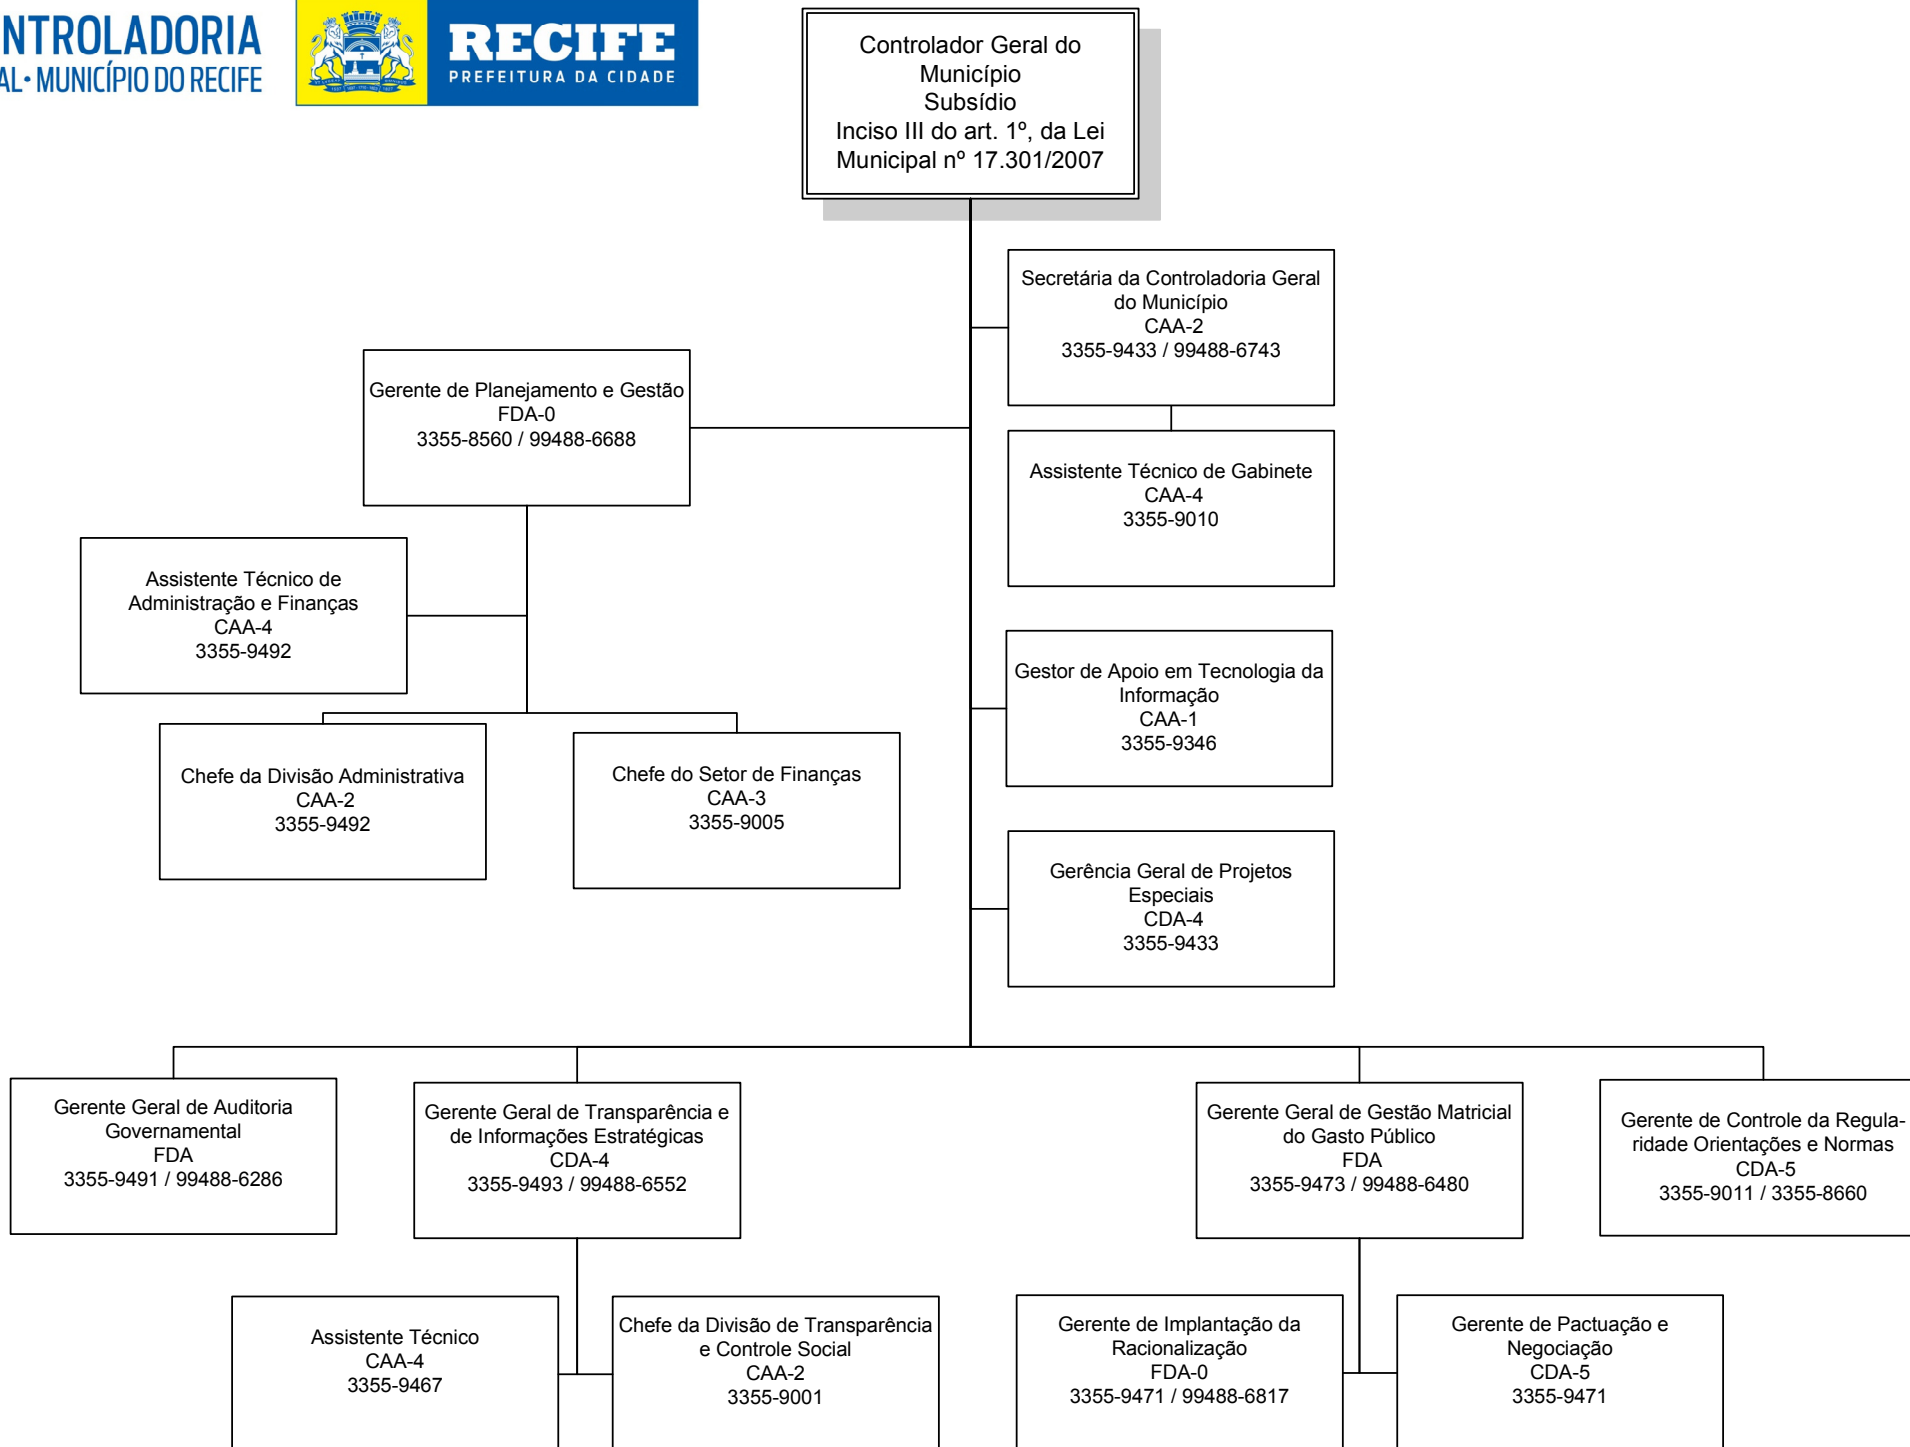 NTROLADORIA
AL• MUNICÍPIO DO RECIFE
RECIFE
PREFEITURA DA CIDADE
Controlador Geral do
Município
Subsídio
Inciso III do art. 1º, da Lei
Municipal nº 17.301/2007
Secretária da Controladoria Geral
do Município
CAA-2
3355-9433 / 99488-6743
Gerente de Planejamento e Gestão
FDA-0
3355-8560 / 99488-6688
Assistente Técnico de Gabinete
CAA-4
3355-9010
Assistente Técnico de
Administração e Finanças
CAA-4
3355-9492
Gestor de Apoio em Tecnologia da
Informação
CAA-1
3355-9346
Chefe da Divisão Administrativa
CAA-2
3355-9492
Chefe do Setor de Finanças
CAA-3
3355-9005
Gerência Geral de Projetos
Especiais
CDA-4
3355-9433
Gerente Geral de Auditoria
Governamental
FDA
3355-9491 / 99488-6286
Gerente Geral de Transparência e
de Informações Estratégicas
CDA-4
3355-9493 / 99488-6552
Gerente Geral de Gestão Matricial
do Gasto Público
FDA
3355-9473 / 99488-6480
Gerente de Controle da Regula-
ridade Orientações e Normas
CDA-5
3355-9011 / 3355-8660
Assistente Técnico
CAA-4
3355-9467
Chefe da Divisão de Transparência
e Controle Social
CAA-2
3355-9001
Gerente de Implantação da
Racionalização
FDA-0
3355-9471 / 99488-6817
Gerente de Pactuação e
Negociação
CDA-5
3355-9471